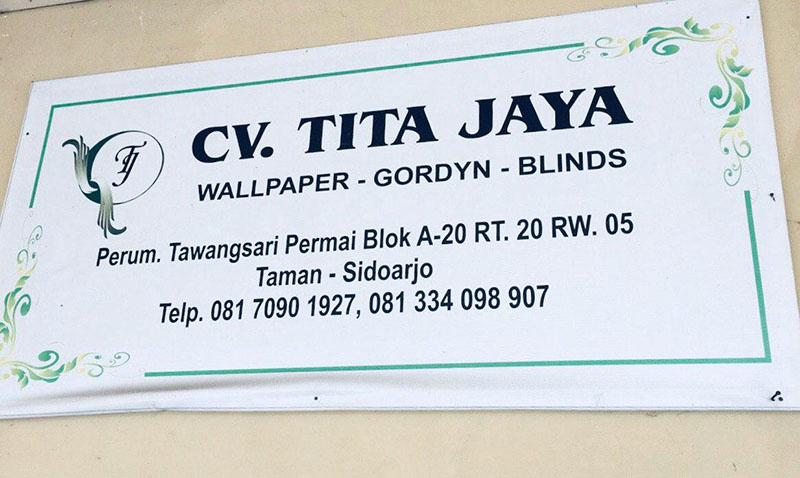 TJ
CV. TITA JAYA
WALLPAPER - GORDYN - BLINDS
Perum. Tawangsari Permai Blok A-20 RT. 20 RW. 05
Taman - Sidoarjo
Telp. 081 7090 1927, 081 334 098 907